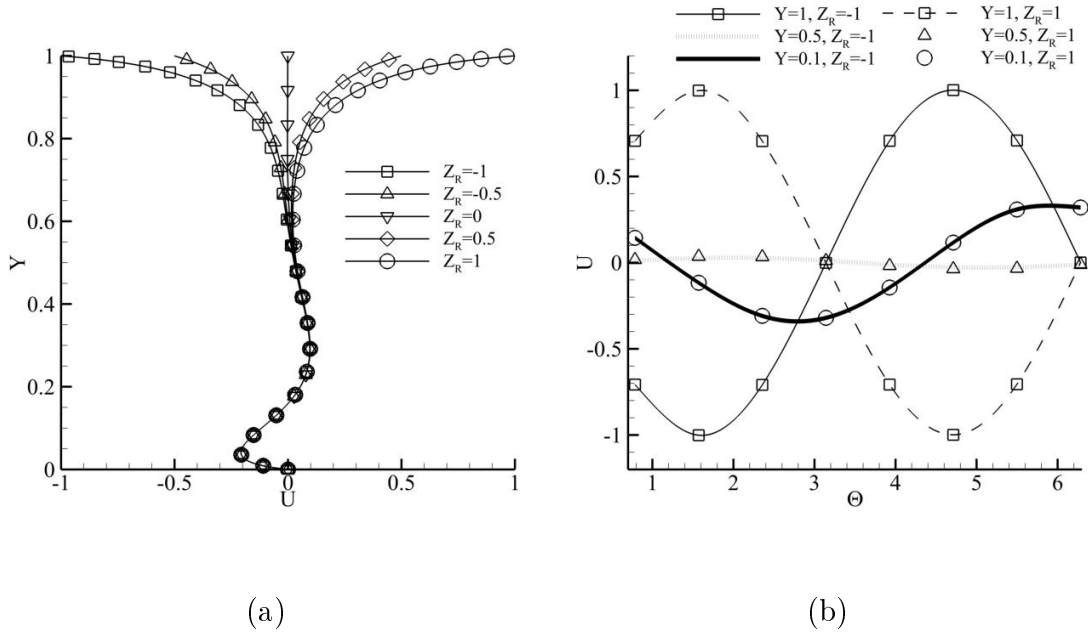 Y=1, Z_R=-1
Y=1, Z_R=1
Y=0.5, Z_R=-1
Y=0.5, Z_R=1
Y=0.1, Z_R=-1
Y=0.1, Z_R=1
1
0.8
0.6
0.4
0.2
0
Y
-1
-0.5
0
0.5
1
U
Z_R=-1
Z_R=-0.5
Z_R=0
Z_R=0.5
Z_R=1
1
0.5
0
-0.5
-1
U
1
2
3
4
5
6
Θ
(a)
(b)